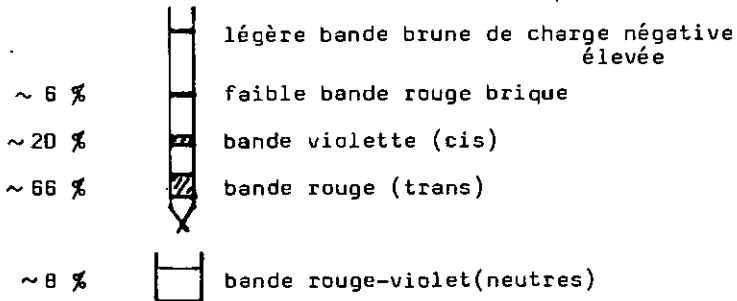 légère bande brune de charge négative
élevée
~ 6 % faible bande rouge brique
~ 20 % bande violette (cis)
~ 66 % bande rouge (trans)
~ 8 % bande rouge-violet(neutres)